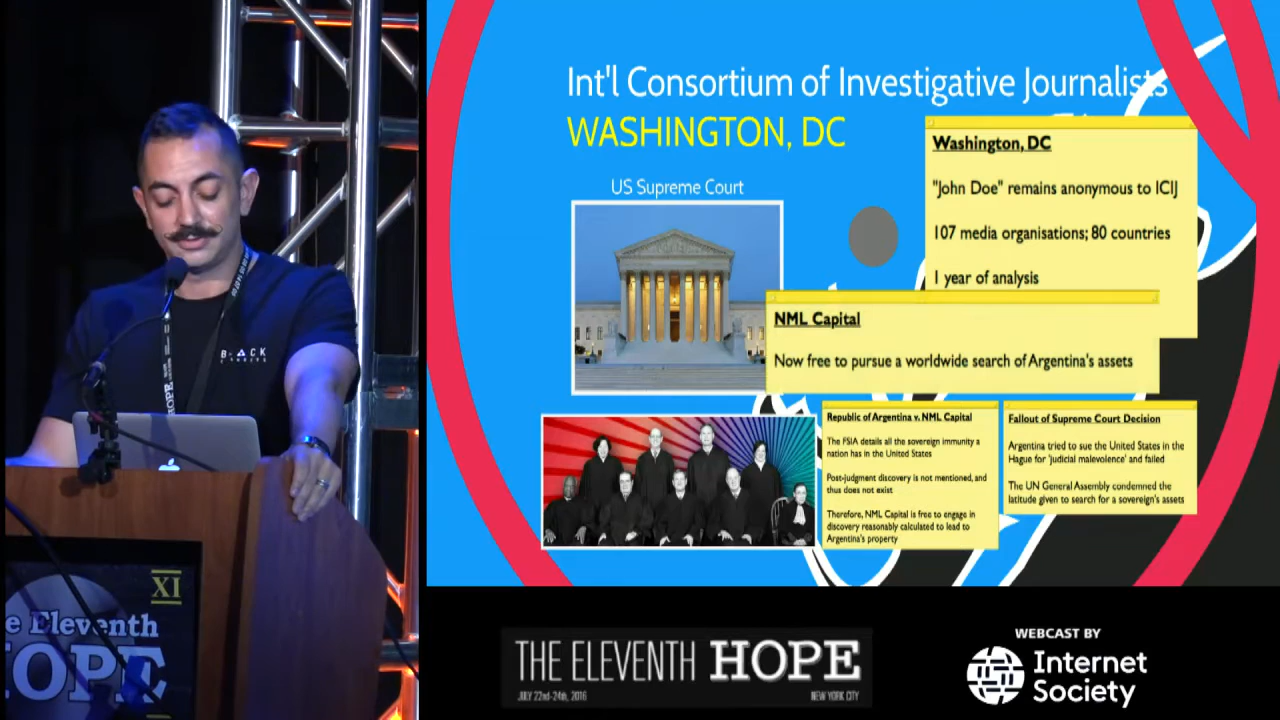 Int'l Consortium of Investigative Journalists
WASHINGTON, DC
US Supreme Court
Washington, DC
"John Doe" remains anonymous to ICIJ
107 media organisations; 80 countries
1 year of analysis
NML Capital
Now free to pursue a worldwide search of Argentina's assets
Republic of Argentina v. NML Capital
The FSIA details all the sovereign immunity a
nation has in the United States
Post-judgment discovery is not mentioned, and
thus does not exist
Therefore, NML Capital is free to engage in
discovery reasonably calculated to lead to
Argentina's property
Fallout of Supreme Court Decision
Argentina tried to sue the United States in the
Hague for 'judicial malevolence' and failed
The UN General Assembly condemned the
latitude given to search for a sovereign's assets
HOPE
XI
e Eleventh
HOPE
XI
THE ELEVENTH HOPE
JULY 22nd-24th, 2016
NEW YORK CITY
WEBCAST BY
Internet
Society